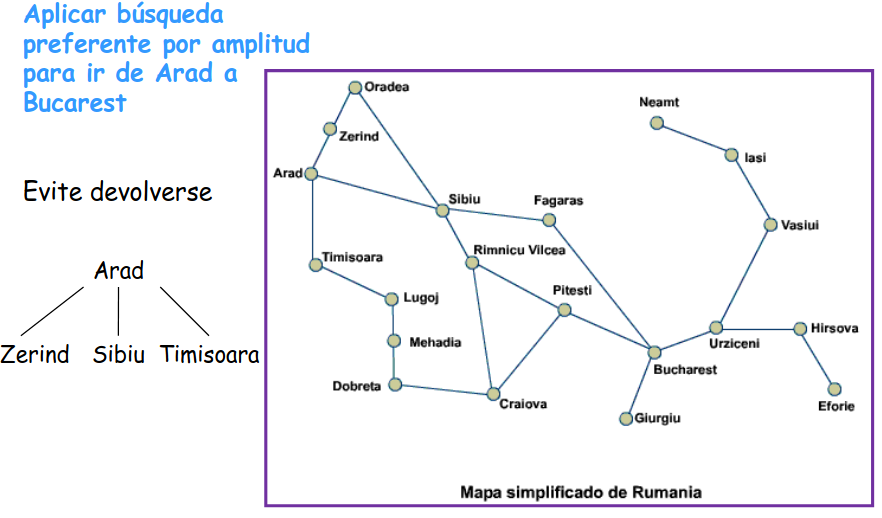 Aplicar búsqueda
preferente por amplitud
para ir de Arad a
Bucarest
Evite devolverse
Arad
Zerind Sibiu Timisoara
Oradea
Neamt
Zerind
Iasi
Arad
Sibiu
Fagaras
Vasiui
Rimnicu Vilcea
Timisoara
Pitesti
Lugoj
Hirsova
Mehadia
Urziceni
Bucharest
Dobreta
Craiova
Eforie
Giurgiu
Mapa simplificado de Rumania